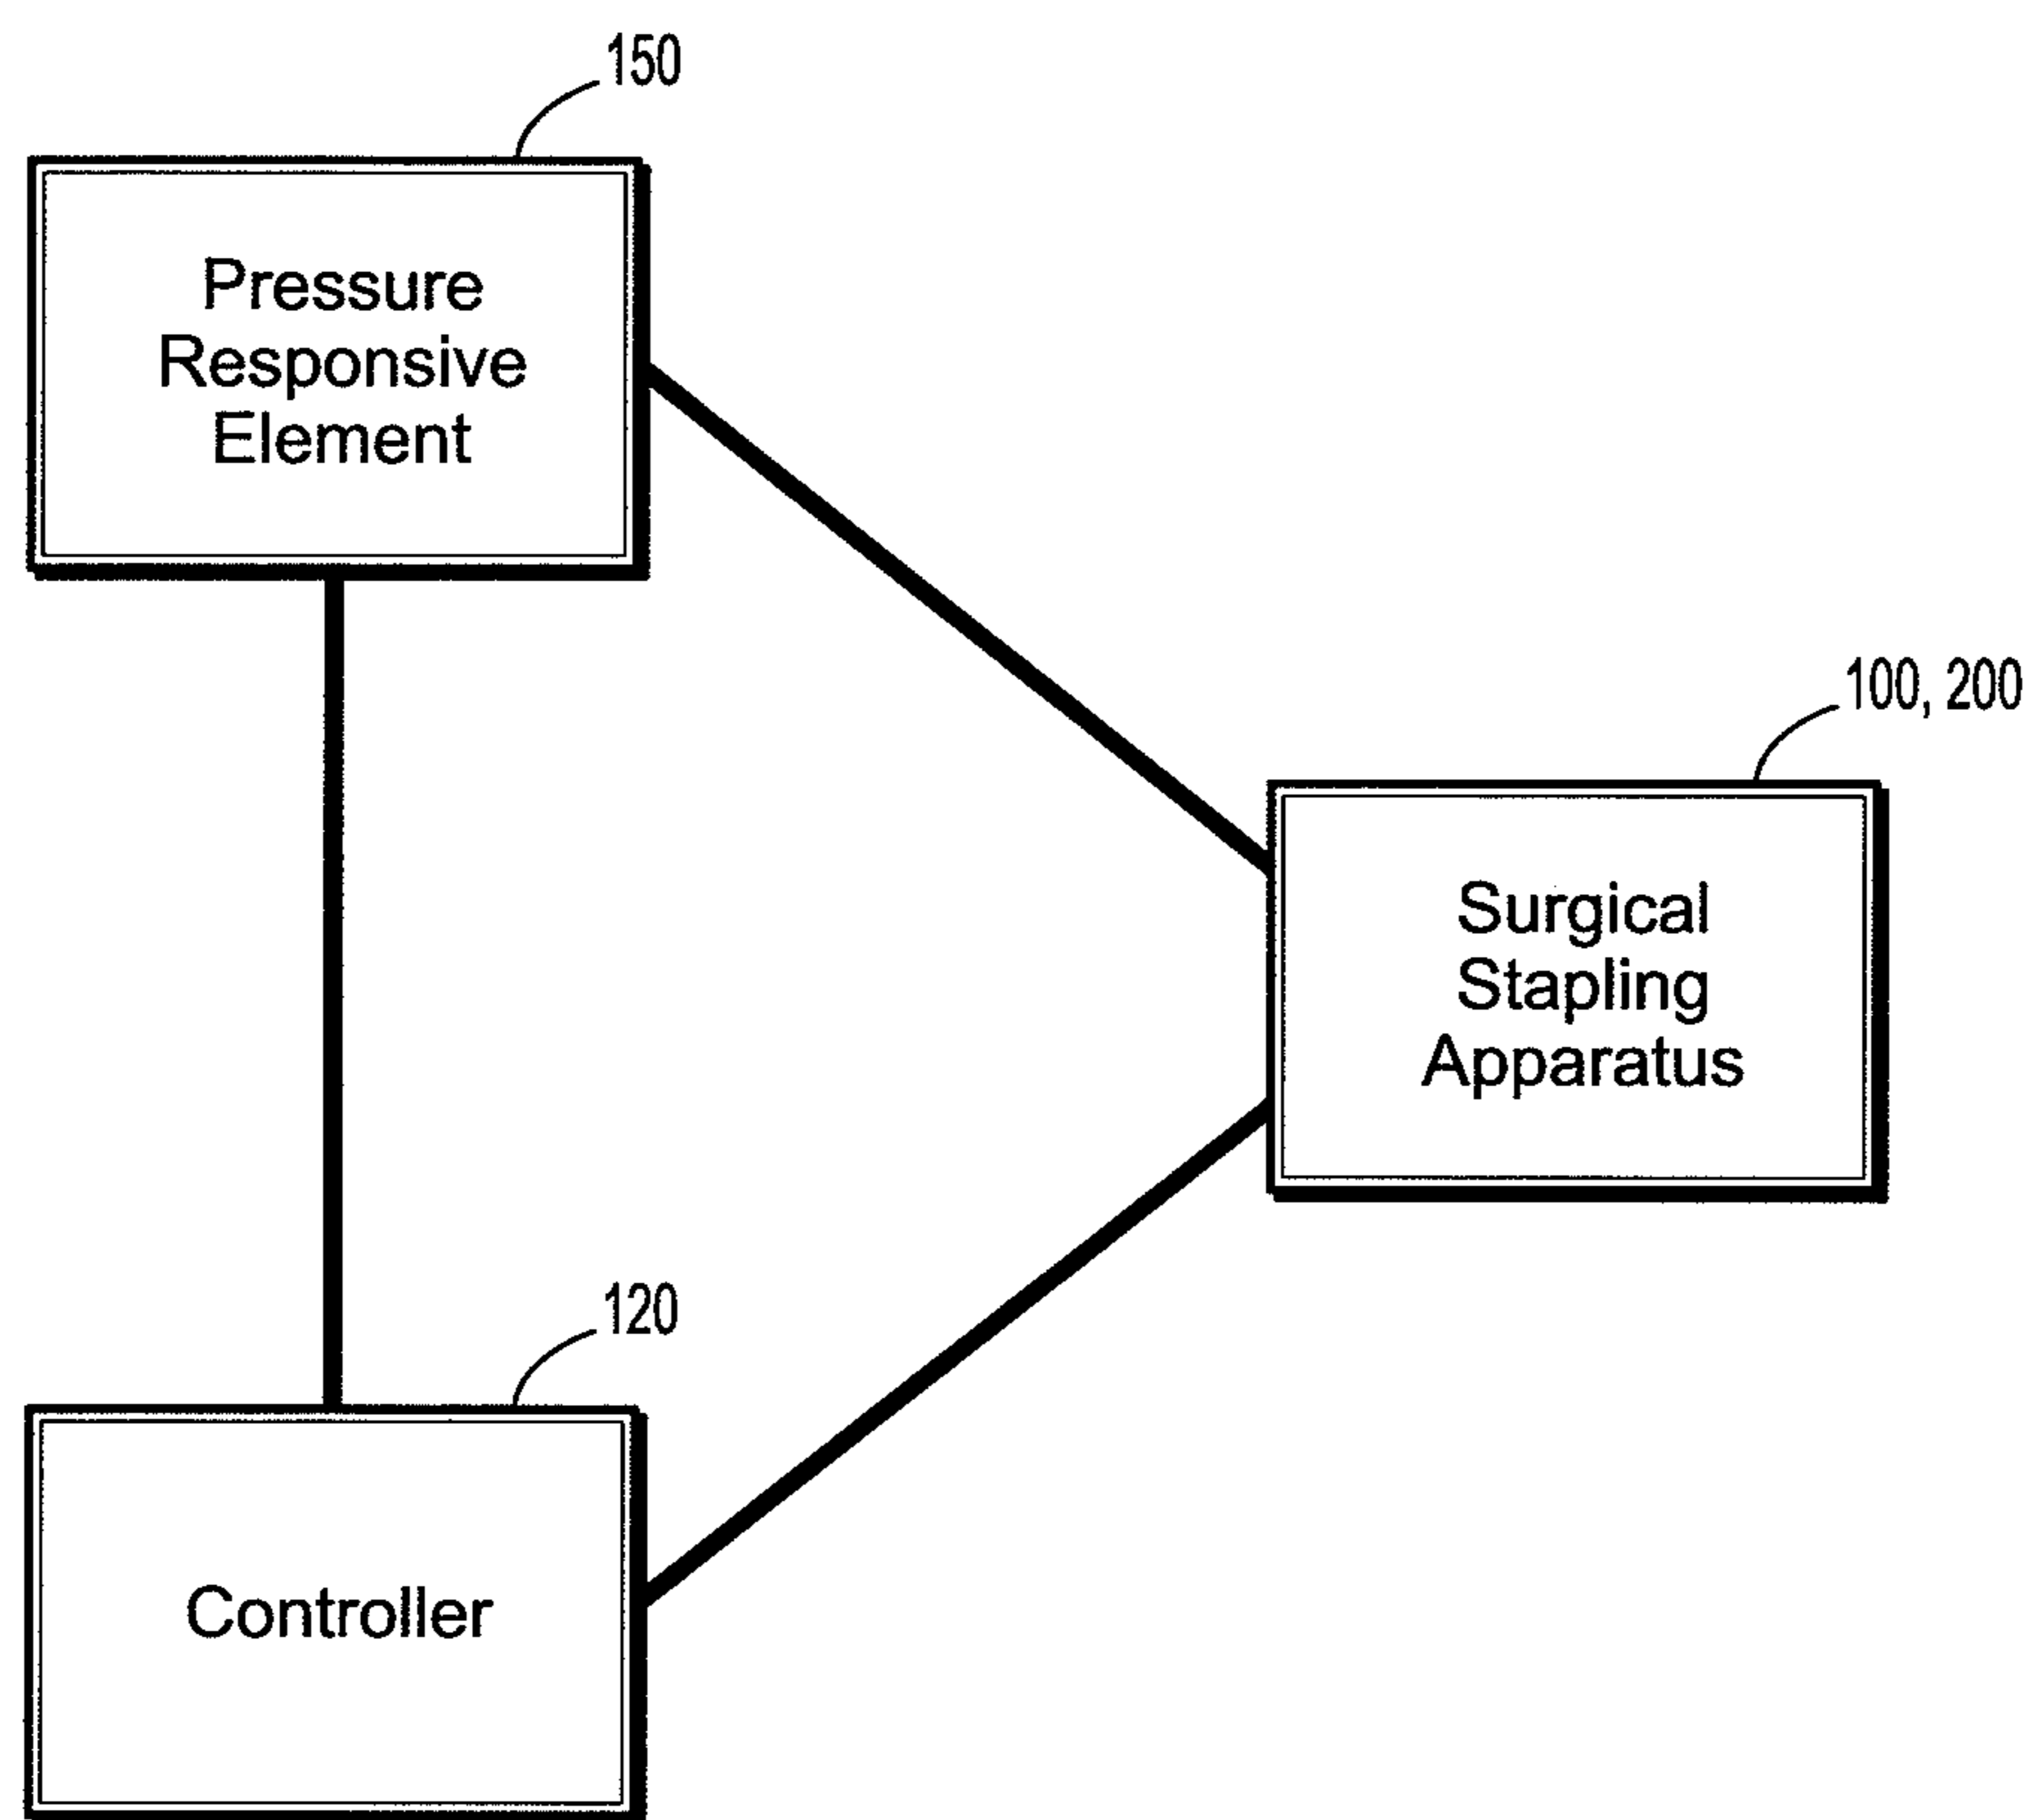 150
Pressure
Responsive
Element
100, 200
Surgical
Stapling
Apparatus
120
Controller